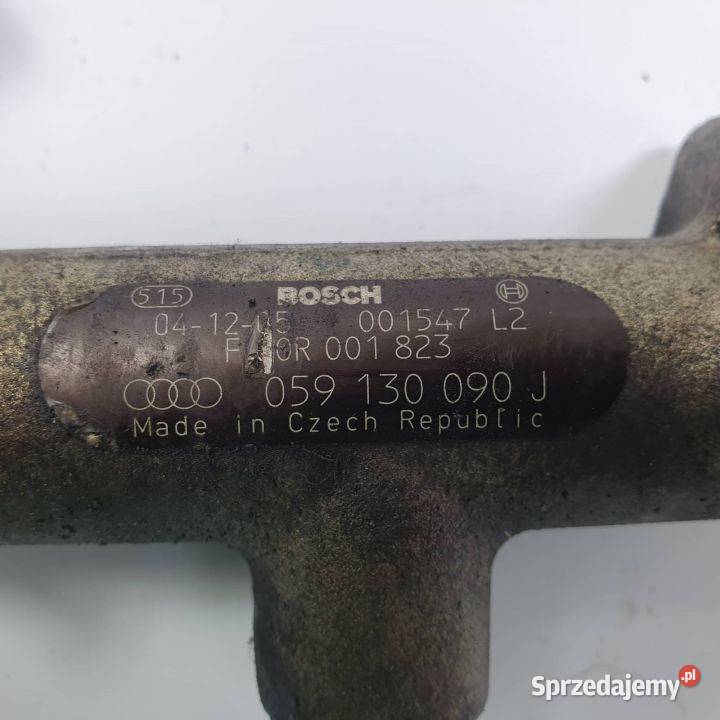 515 BOSCH
04-12-05 001547 L2
0R 001 823
059 130 090 J
Made in Czech Republic
Sprzedajemy.pl